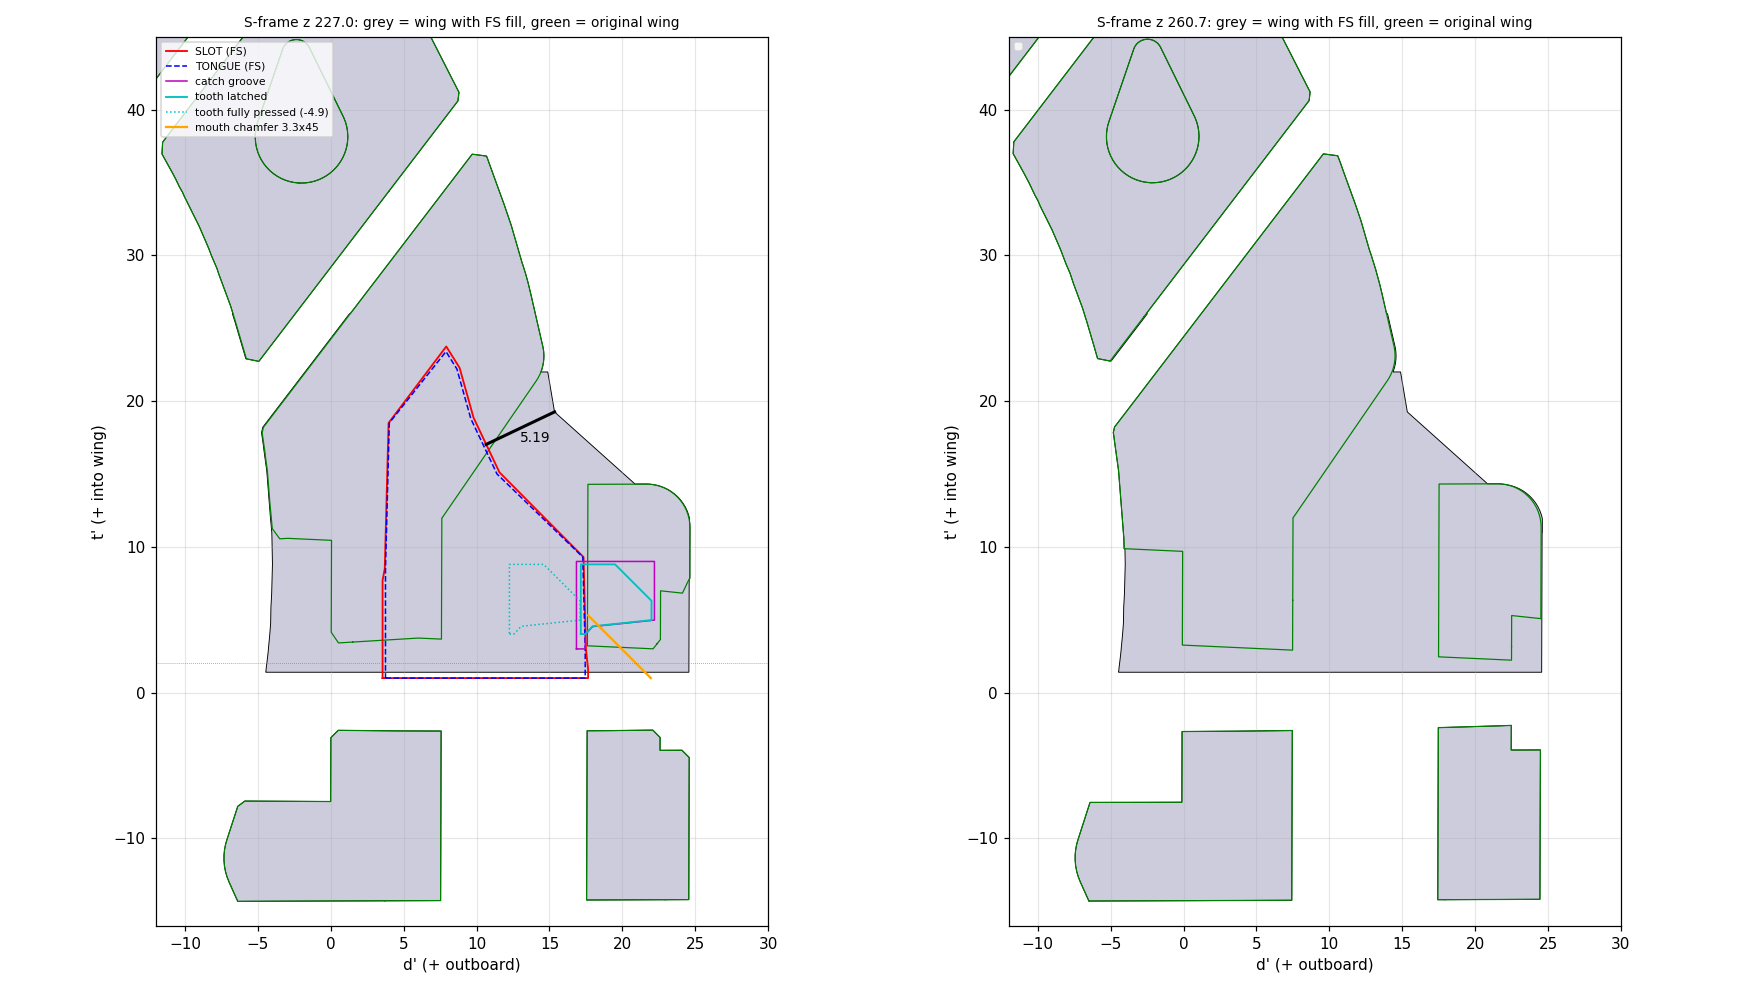 S-frame z 227.0: grey = wing with FS fill, green = original wing
SLOT (FS)
TONGUE (FS)
catch groove
tooth latched
tooth fully pressed (-4.9)
mouth chamfer 3.3x45
5.19
40
30
20
10
0
−10
−10
−5
0
5
10
15
20
25
30
t' (+ into wing)
d' (+ outboard)
S-frame z 260.7: grey = wing with FS fill, green = original wing
40
30
20
10
0
−10
−10
−5
0
5
10
15
20
25
30
t' (+ into wing)
d' (+ outboard)